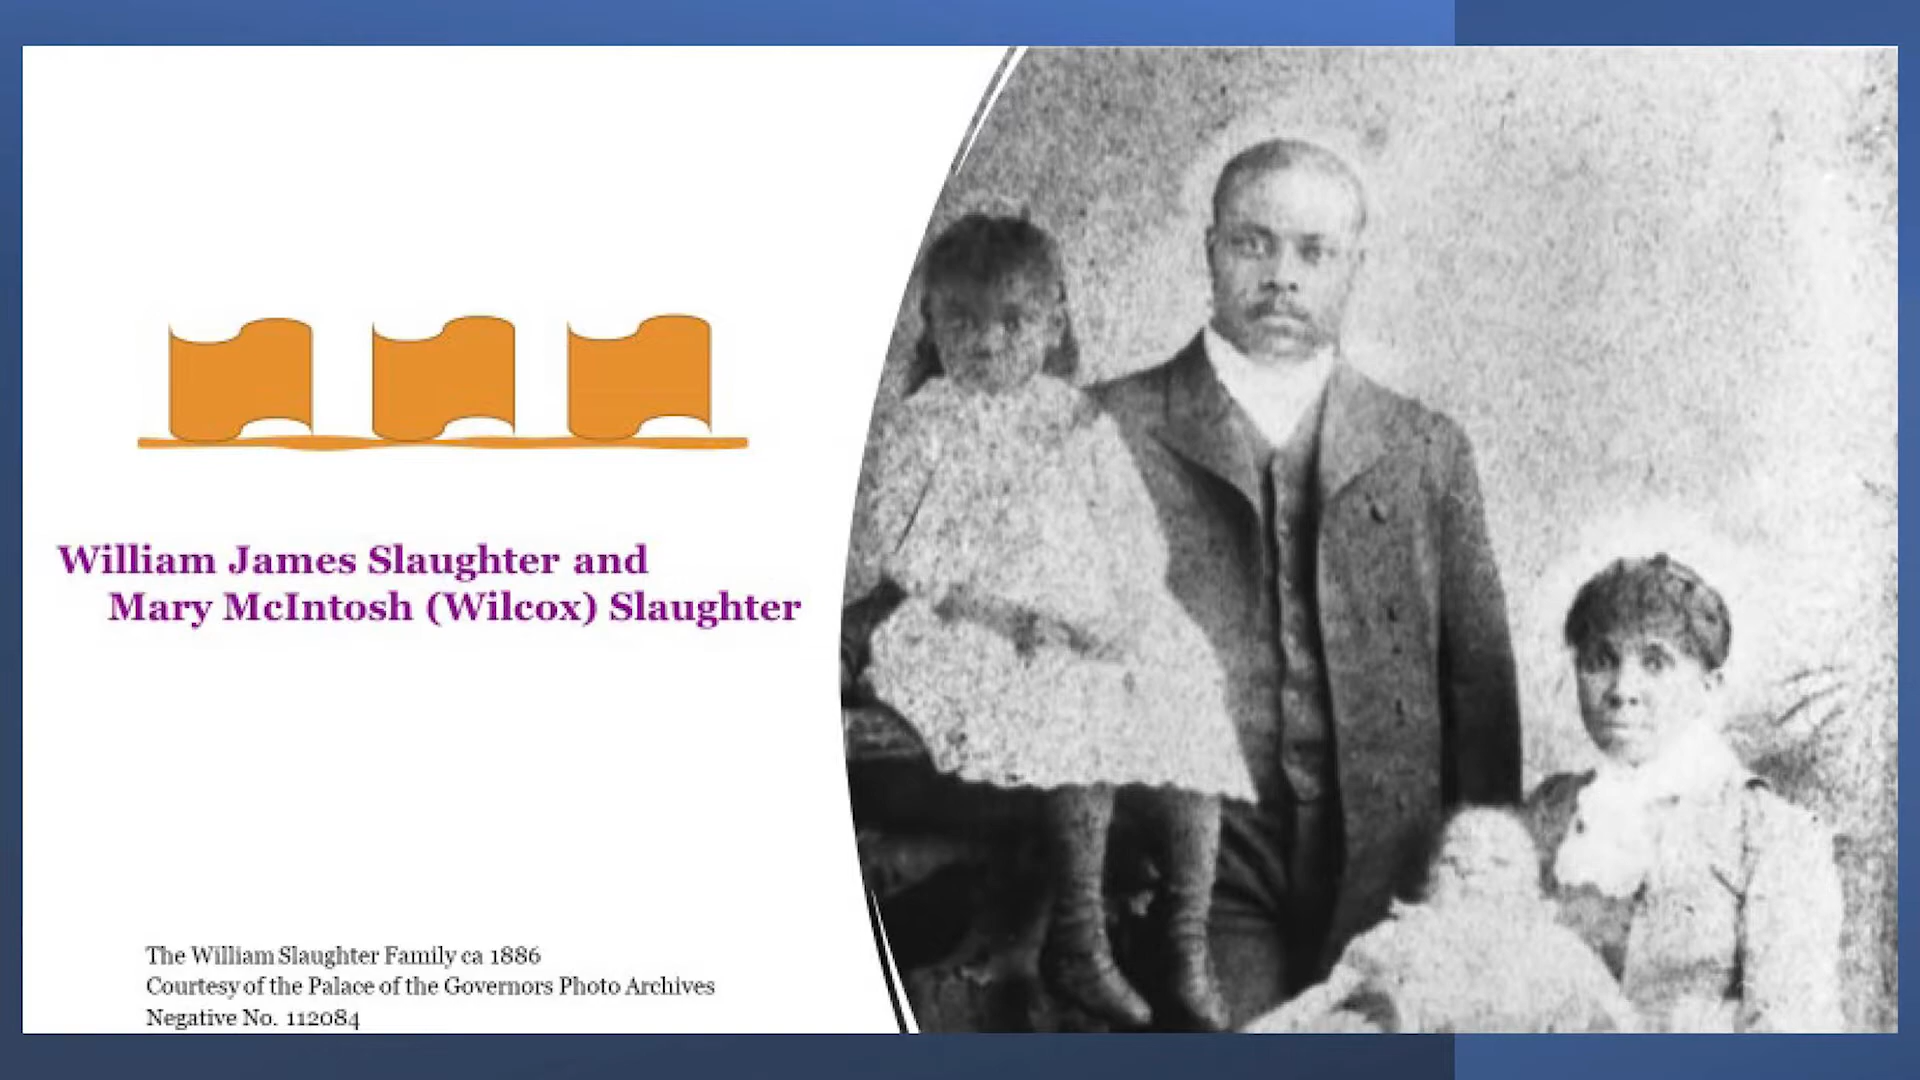 William James Slaughter and
Mary McIntosh (Wilcox) Slaughter
The William Slaughter Family ca 1886
Courtesy of the Palace of the Governors Photo Archives
Negative No. 112084